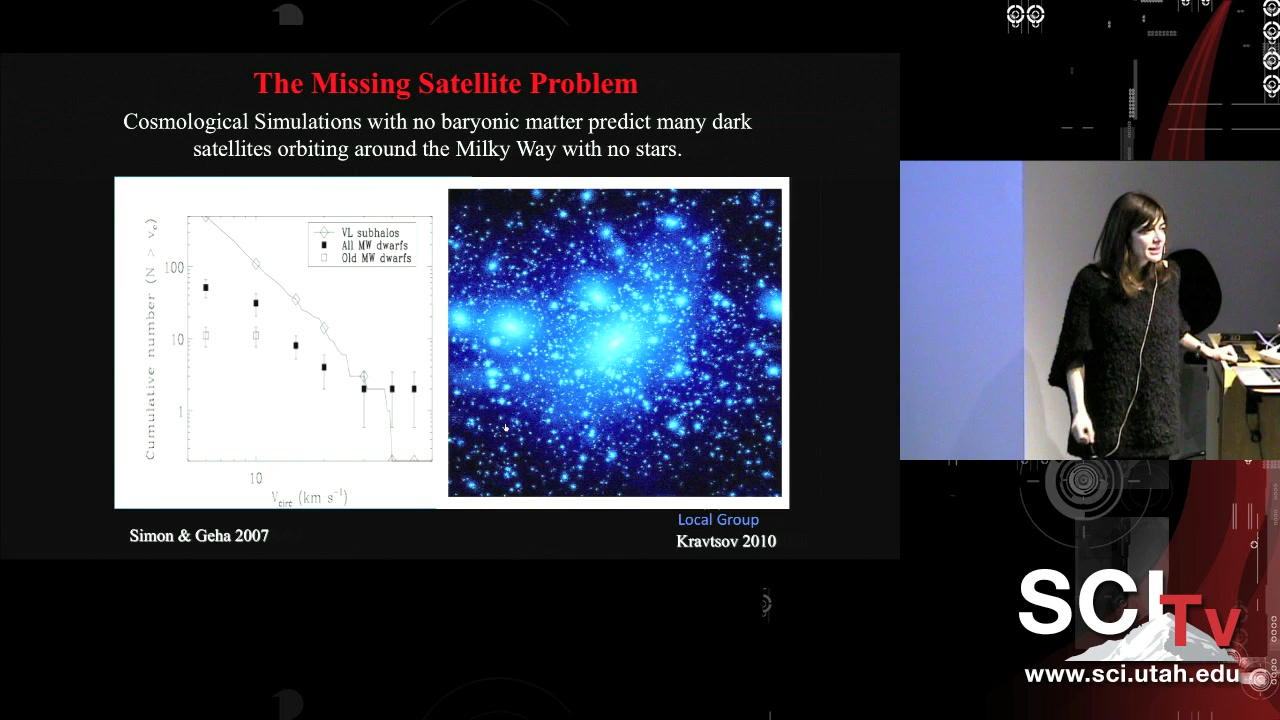 The Missing Satellite Problem
Cosmological Simulations with no baryonic matter predict many dark
satellites orbiting around the Milky Way with no stars.
VL subhalos
All MW dwarfs
Old MW dwarfs
Cumulative number (N > vc)
100
10
1
10
Vcirc (km s⁻¹)
Local Group
Simon & Geha 2007
Kravtsov 2010
SCI Tv
www.sci.utah.edu